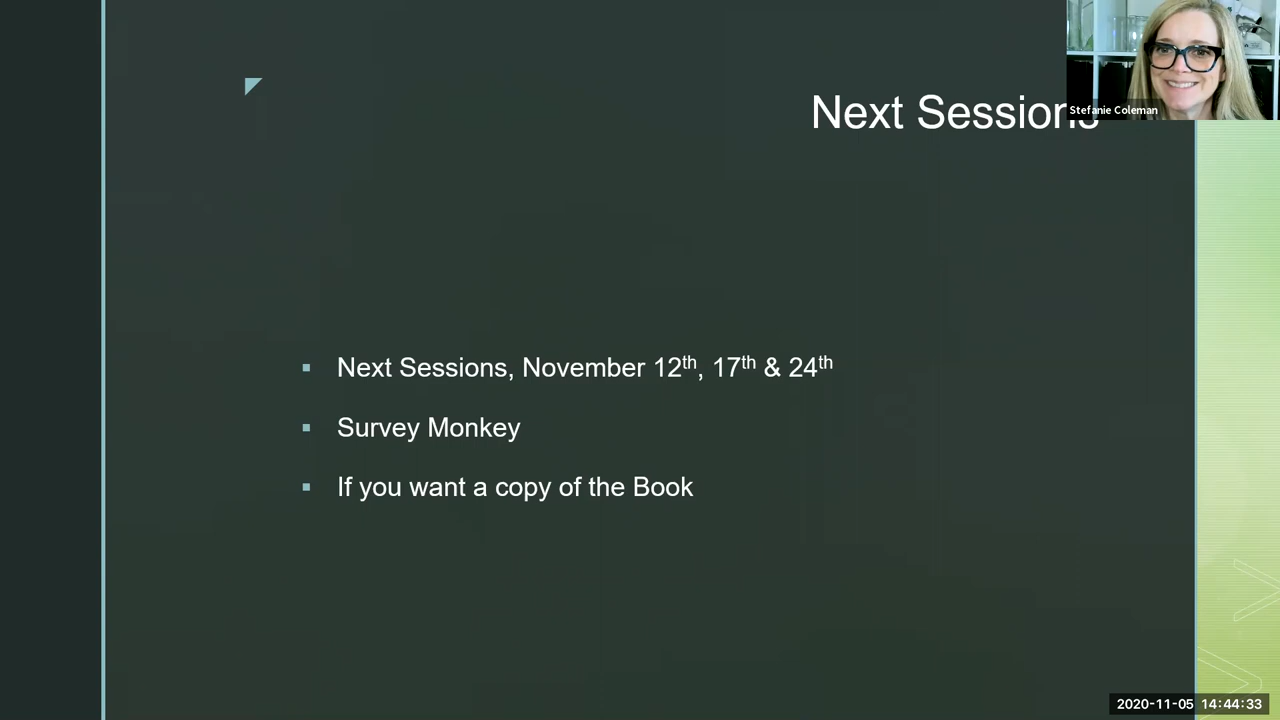 Next Sessions
Stefanie Coleman
Next Sessions, November 12th, 17th & 24th
Survey Monkey
If you want a copy of the Book
2020-11-05 14:44:33